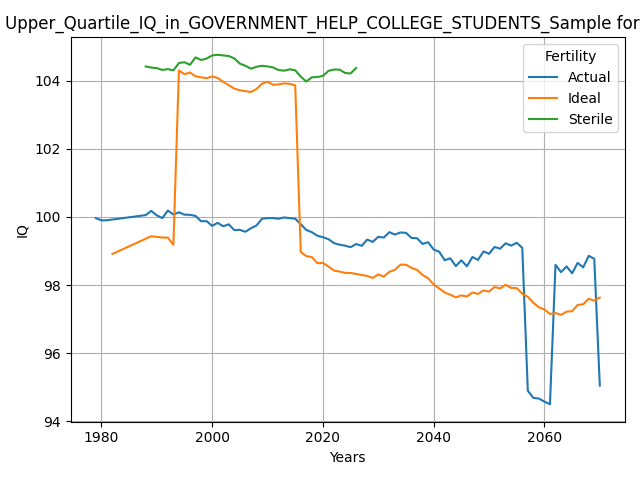 Upper_Quartile_IQ_in_GOVERNMENT_HELP_COLLEGE_STUDENTS_Sample for
Fertility
Actual
Ideal
Sterile
104
102
100
98
96
94
IQ
1980
2000
2020
2040
2060
Years